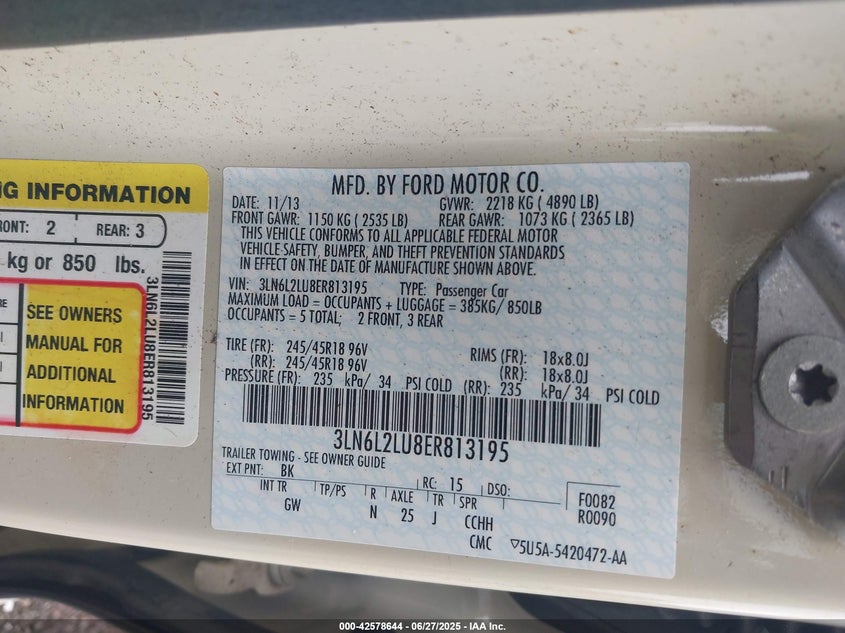 NG INFORMATION
RONT: 2 REAR: 3
kg or 850 lbs.
SEE OWNERS
MANUAL FOR
ADDITIONAL
INFORMATION
3LN6L2LU8ER813195
MFD. BY FORD MOTOR CO.
DATE: 11/13 GVWR: 2218 KG ( 4890 LB)
FRONT GAWR: 1150 KG ( 2535 LB) REAR GAWR: 1073 KG ( 2365 LB)
THIS VEHICLE CONFORMS TO ALL APPLICABLE FEDERAL MOTOR
VEHICLE SAFETY, BUMPER, AND THEFT PREVENTION STANDARDS
IN EFFECT ON THE DATE OF MANUFACTURE SHOWN ABOVE.
VIN: 3LN6L2LU8ER813195 TYPE: Passenger Car
MAXIMUM LOAD = OCCUPANTS + LUGGAGE = 385KG/ 850LB
OCCUPANTS = 5 TOTAL; 2 FRONT, 3 REAR
TIRE (FR): 245/45R18 96V RIMS (FR): 18x8.0J
(RR): 245/45R18 96V (RR): 18x8.0J
PRESSURE (FR): 235 kPa/ 34 PSI COLD (RR): 235 kPa/ 34 PSI COLD
3LN6L2LU8ER813195
TRAILER TOWING - SEE OWNER GUIDE
EXT PNT: BK RC: 15 DSO: F0082
INT TR TP/PS R AXLE TR SPR R0090
GW N 25 J CCHH
CMC ▽5U5A-5420472-AA
000-42578644 / 06/27/2025 - IAA Inc.